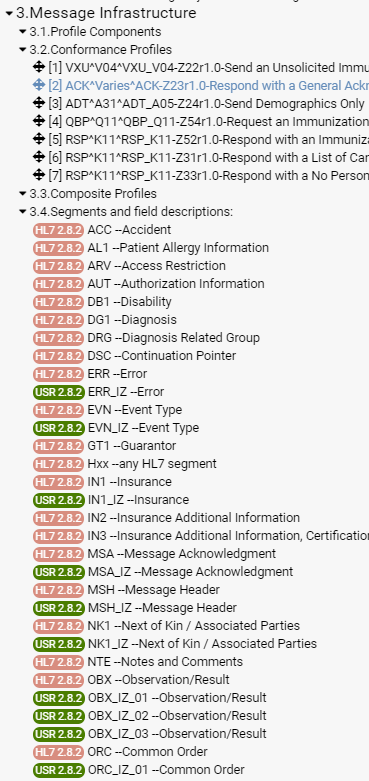 3.Message Infrastructure
3.1.Profile Components
3.2.Conformance Profiles
[1] VXU^V04^VXU_V04-Z22r1.0-Send an Unsolicited Immu
[2] ACK^Varies^ACK-Z23r1.0-Respond with a General Ackn
[3] ADT^A31^ADT_A05-Z24r1.0-Send Demographics Only
[4] QBP^Q11^QBP_Q11-Z54r1.0-Request an Immunization
[5] RSP^K11^RSP_K11-Z52r1.0-Respond with an Immuniza
[6] RSP^K11^RSP_K11-Z31r1.0-Respond with a List of Can
[7] RSP^K11^RSP_K11-Z33r1.0-Respond with a No Person
3.3.Composite Profiles
3.4.Segments and field descriptions:
HL7 2.8.2 ACC --Accident
HL7 2.8.2 AL1 --Patient Allergy Information
HL7 2.8.2 ARV --Access Restriction
HL7 2.8.2 AUT --Authorization Information
HL7 2.8.2 DB1 --Disability
HL7 2.8.2 DG1 --Diagnosis
HL7 2.8.2 DRG --Diagnosis Related Group
HL7 2.8.2 DSC --Continuation Pointer
HL7 2.8.2 ERR --Error
USR 2.8.2 ERR_IZ --Error
HL7 2.8.2 EVN --Event Type
USR 2.8.2 EVN_IZ --Event Type
HL7 2.8.2 GT1 --Guarantor
HL7 2.8.2 Hxx --any HL7 segment
HL7 2.8.2 IN1 --Insurance
USR 2.8.2 IN1_IZ --Insurance
HL7 2.8.2 IN2 --Insurance Additional Information
HL7 2.8.2 IN3 --Insurance Additional Information, Certificatio
HL7 2.8.2 MSA --Message Acknowledgment
USR 2.8.2 MSA_IZ --Message Acknowledgment
HL7 2.8.2 MSH --Message Header
USR 2.8.2 MSH_IZ --Message Header
HL7 2.8.2 NK1 --Next of Kin / Associated Parties
USR 2.8.2 NK1_IZ --Next of Kin / Associated Parties
HL7 2.8.2 NTE --Notes and Comments
HL7 2.8.2 OBX --Observation/Result
USR 2.8.2 OBX_IZ_01 --Observation/Result
USR 2.8.2 OBX_IZ_02 --Observation/Result
USR 2.8.2 OBX_IZ_03 --Observation/Result
HL7 2.8.2 ORC --Common Order
USR 2.8.2 ORC_IZ_01 --Common Order